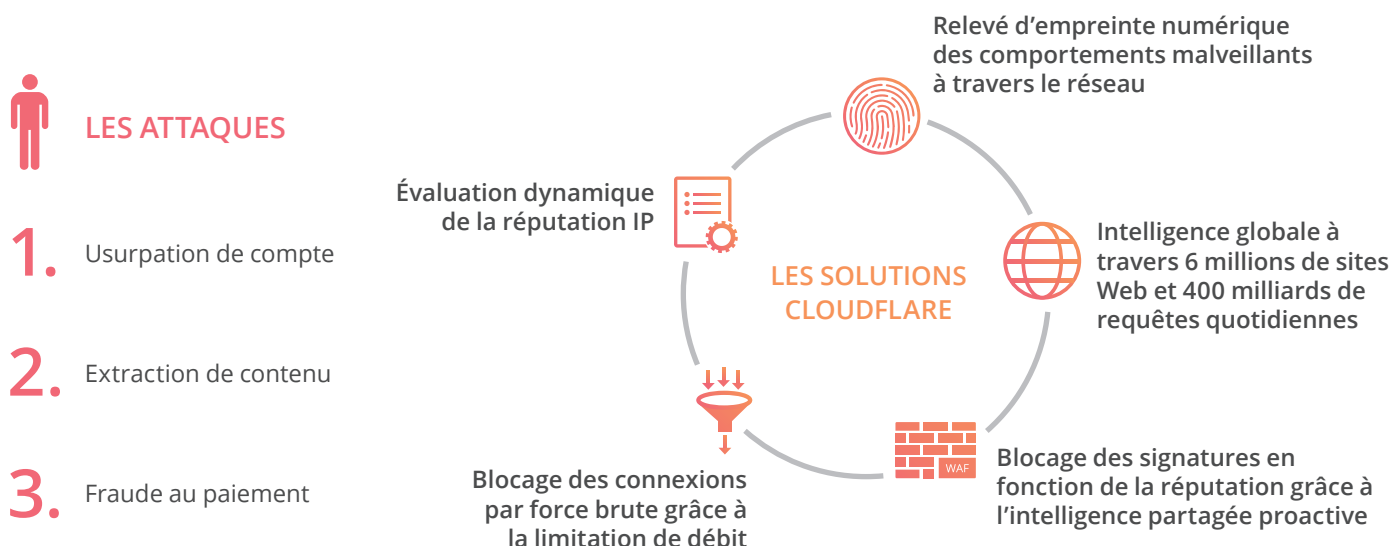 LES ATTAQUES
1. Usurpation de compte
2. Extraction de contenu
3. Fraude au paiement
LES SOLUTIONS
CLOUDFLARE
Relevé d’empreinte numérique
des comportements malveillants
à travers le réseau
Intelligence globale à
travers 6 millions de sites
Web et 400 milliards de
requêtes quotidiennes
WAF
Blocage des signatures en
fonction de la réputation grâce à
l’intelligence partagée proactive
Blocage des connexions
par force brute grâce à
la limitation de débit
Évaluation dynamique
de la réputation IP